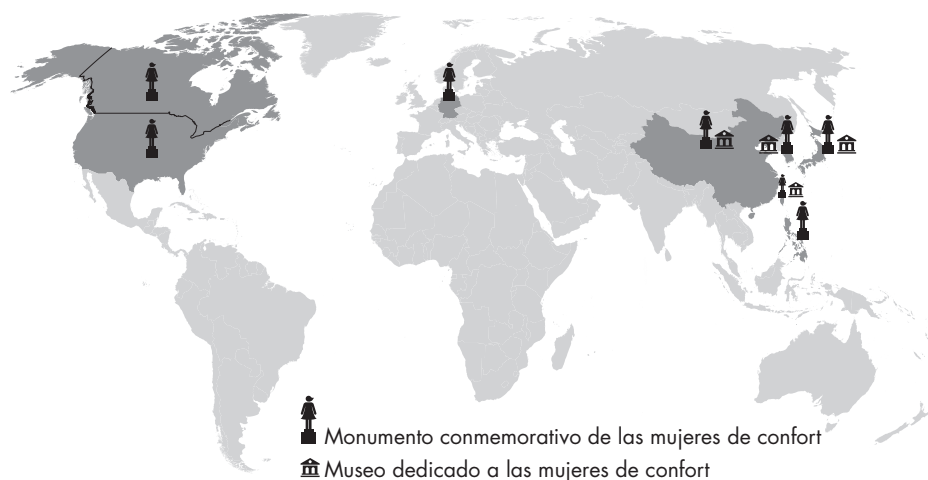 Monumento conmemorativo de las mujeres de confort
Museo dedicado a las mujeres de confort